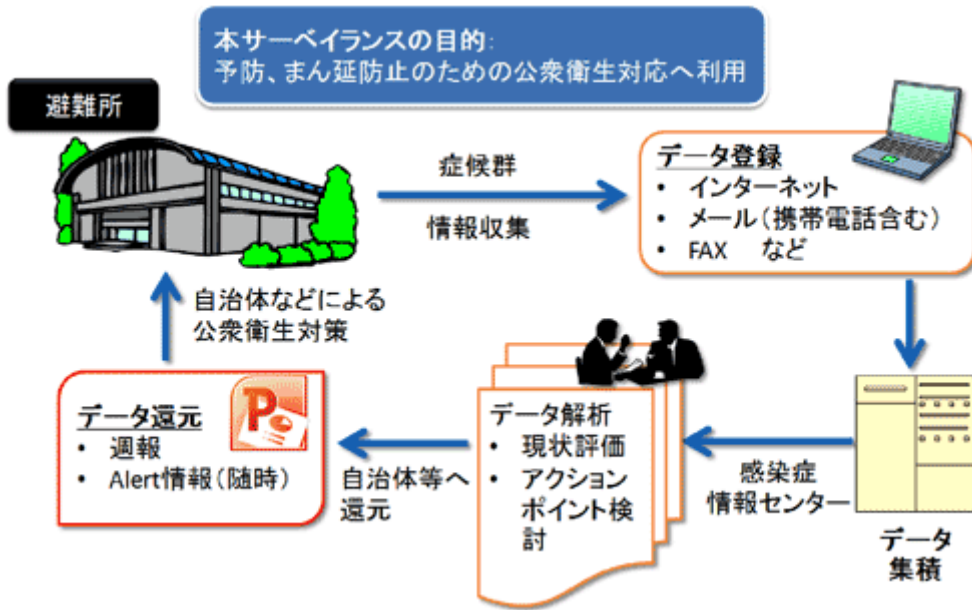 本サーベイランスの目的:
予防、まん延防止のための公衆衛生対応へ利用
避難所
症候群
情報収集
データ登録
• インターネット
• メール(携帯電話含む)
• FAX など
自治体などによる
公衆衛生対策
データ還元
• 週報
• Alert情報(随時)
P
自治体等へ
還元
データ解析
• 現状評価
• アクション
ポイント検
討
感染症
情報センター
データ
集積